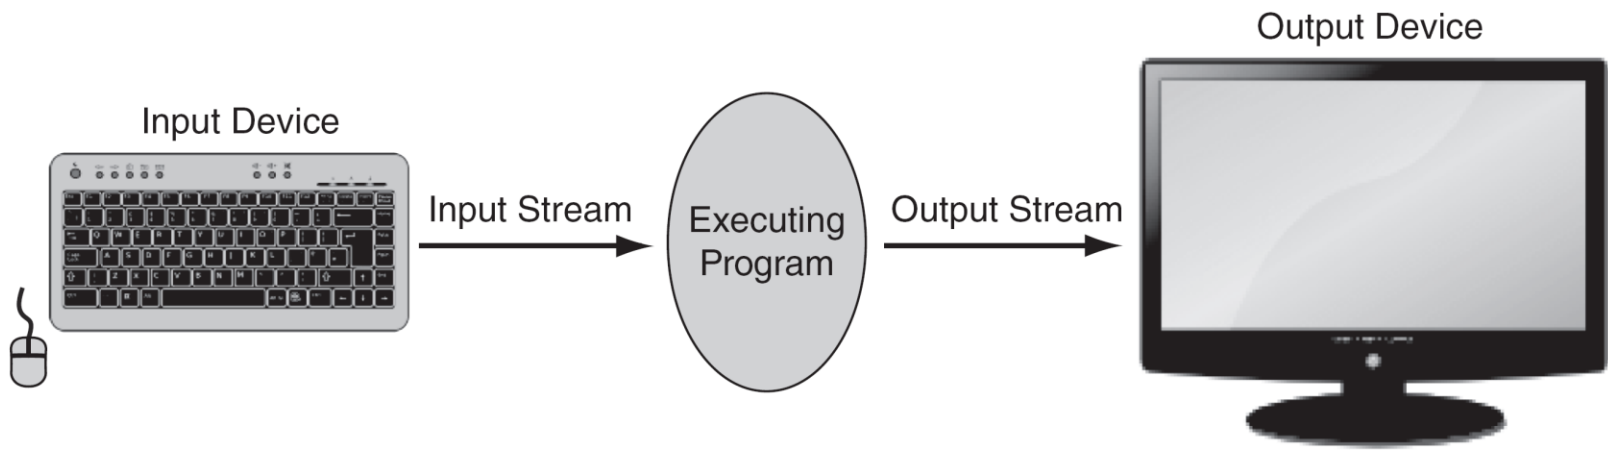 Output Device
Input Device
Input Stream
Executing
Program
Output Stream
Q W E R T Y U I O P
A S D F G H J K L
Z X C V B N M